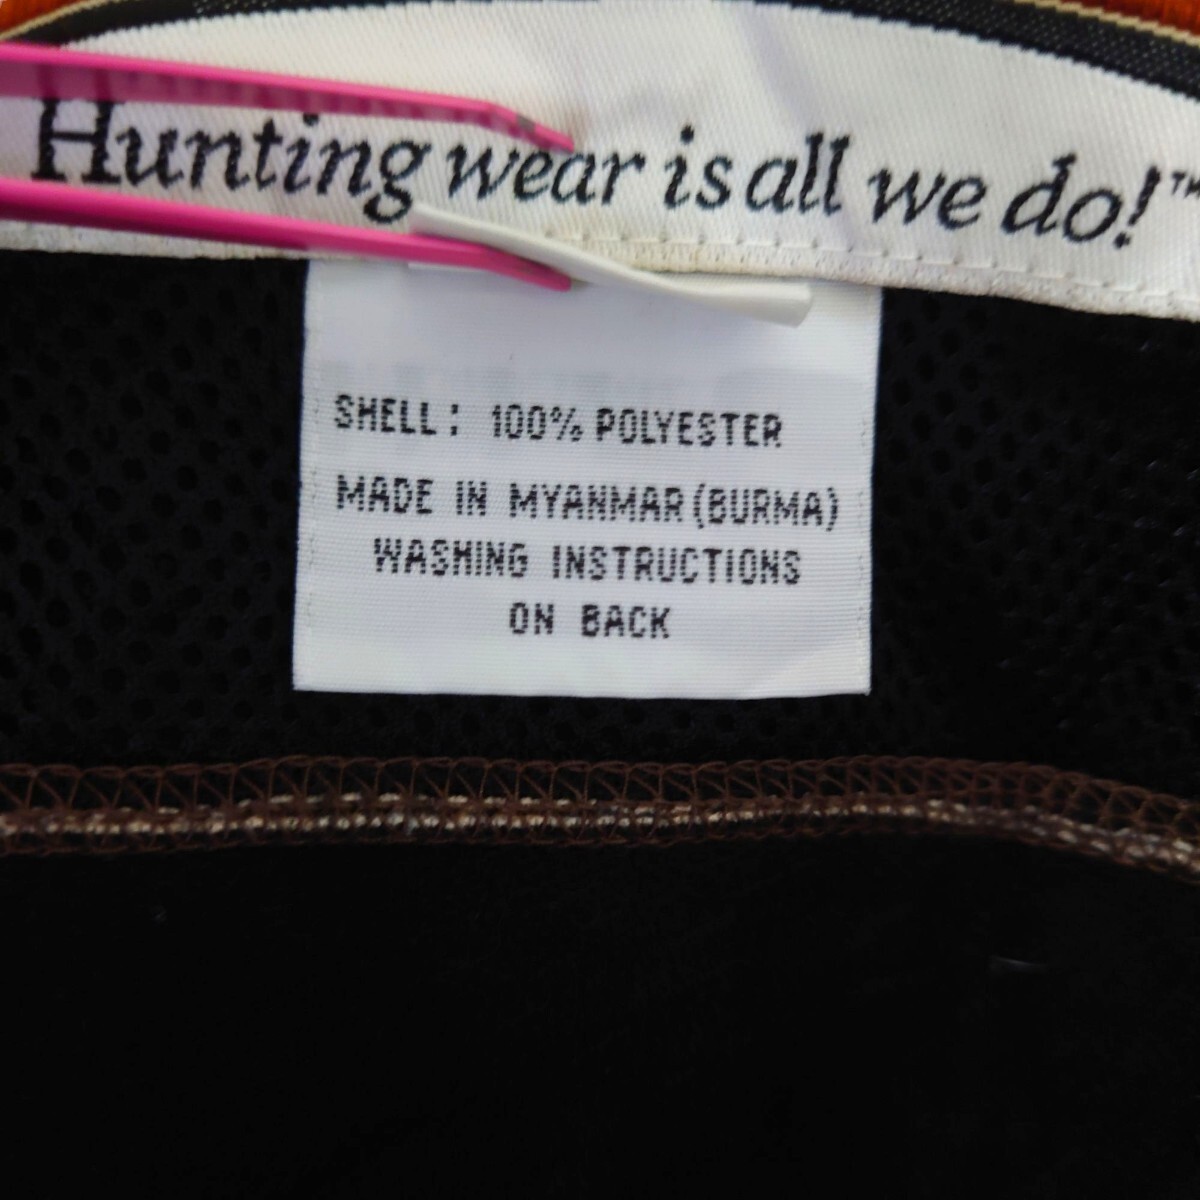 Hunting wear is all we do!™
SHELL: 100% POLYESTER
MADE IN MYANMAR (BURMA)
WASHING INSTRUCTIONS
ON BACK